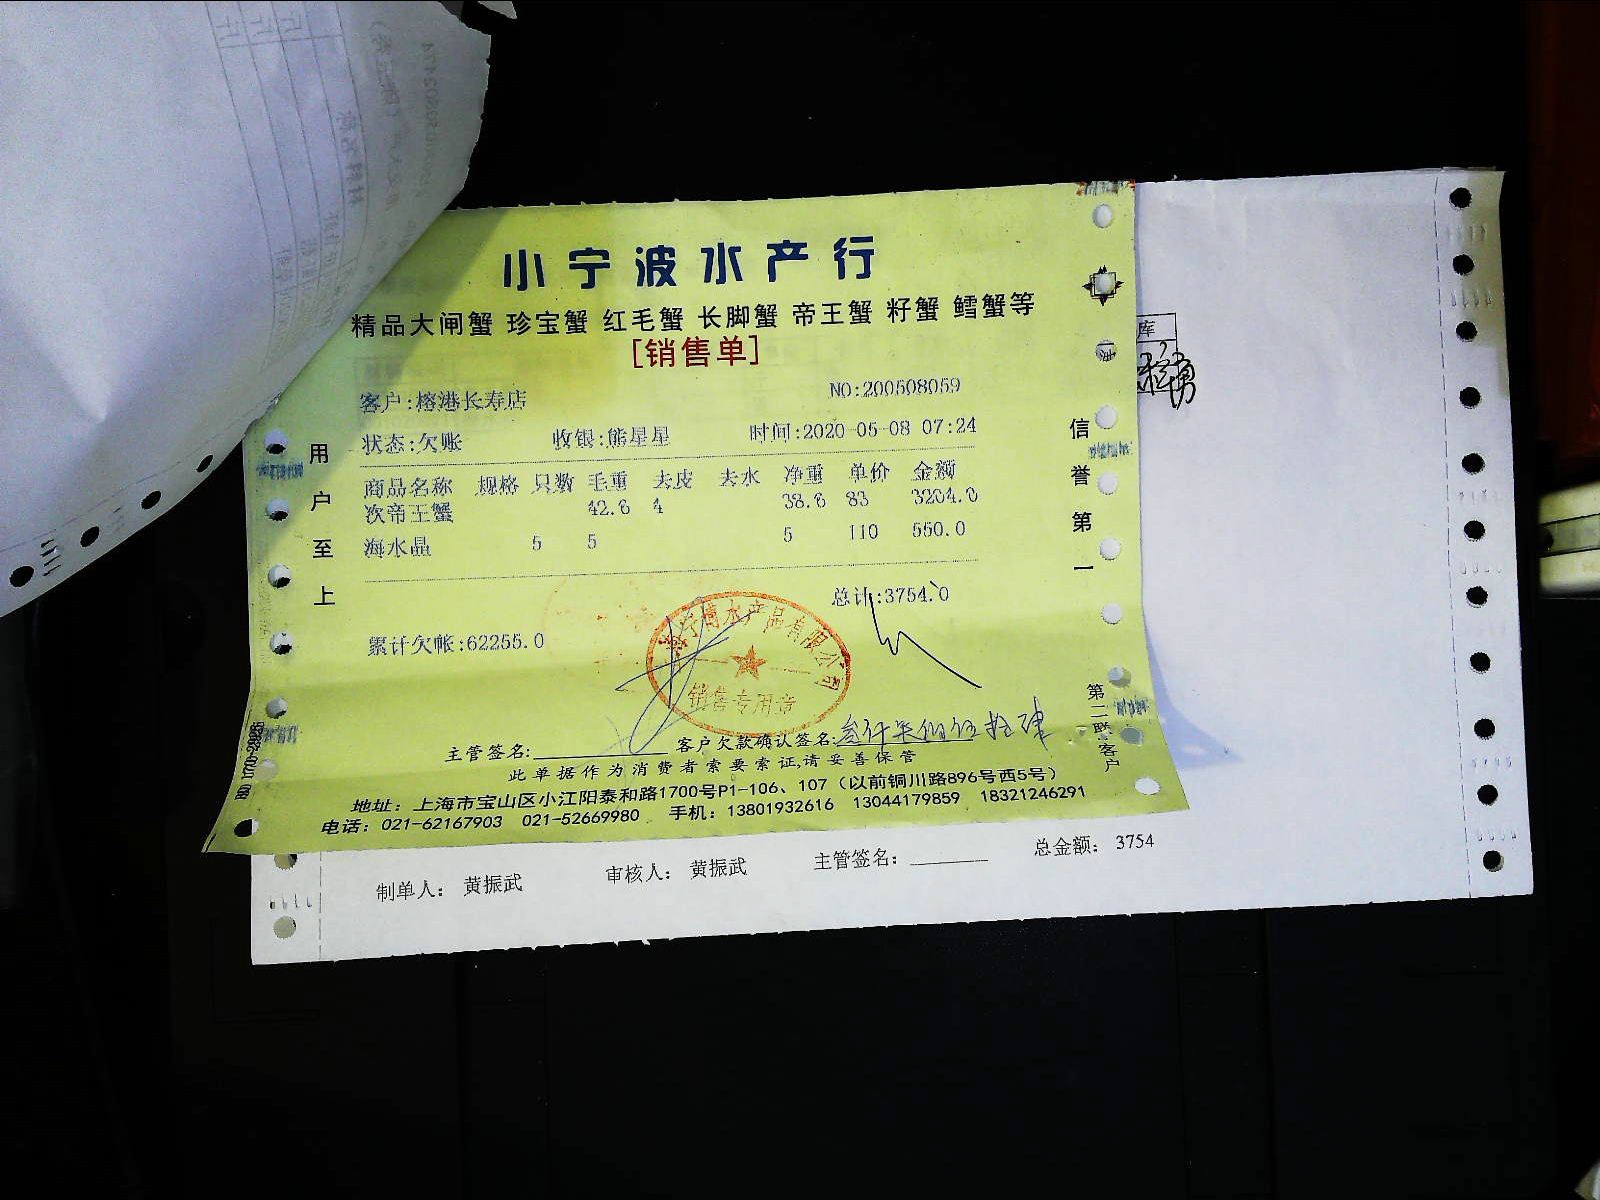 小宁波水产行
精品大闸蟹 珍宝蟹 红毛蟹 长脚蟹 帝王蟹 籽蟹 鳕蟹等
[销售单]
客户:榕港长寿店 NO:200508059
状态:欠账 收银:熊星星 时间:2020-05-08 07:24
商品名称 规格 只数 毛重 去皮 去水 净重 单价 金额
次帝王蟹 42.6 4 38.6 83 3204.0
海水晶 5 5 5 110 550.0
总计:3754.0
累计欠帐:62255.0
用户至上
信誉第一
第二联:客户
销售专用章
主管签名: 客户欠款确认签名:叁仟柒佰伍拾肆
此单据作为消费者索要索证,请妥善保管
地址：上海市宝山区小江阳泰和路1700号P1-106、107（以前铜川路896号西5号）
电话：021-62167903 021-52669980 手机：13801932616 13044179859 18321246291
库
制单人： 黄振武 审核人： 黄振武 主管签名： 总金额： 3754